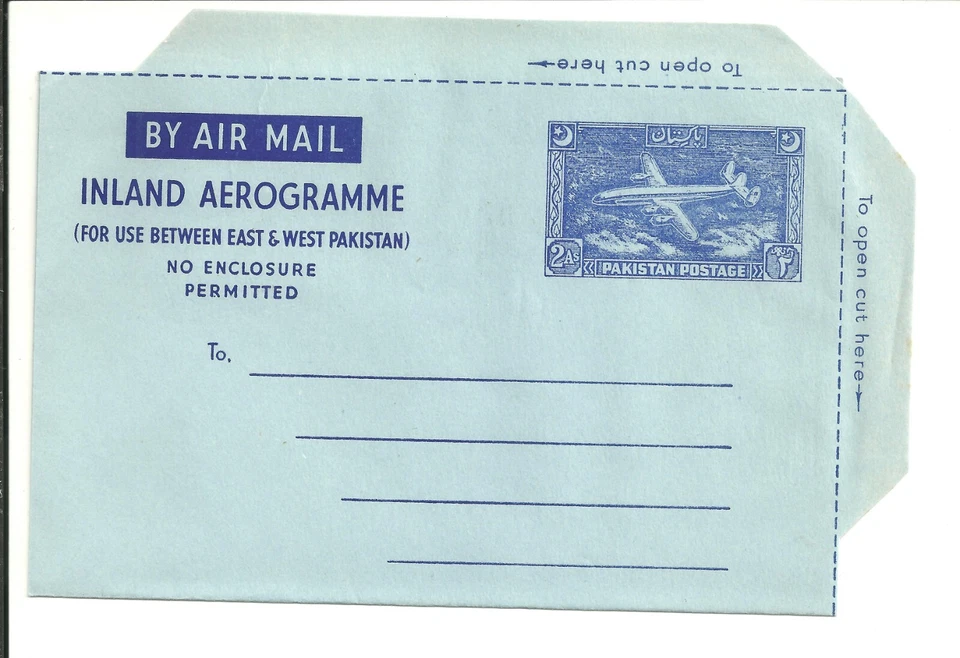 To open cut here
BY AIR MAIL
INLAND AEROGRAMME
(FOR USE BETWEEN EAST & WEST PAKISTAN)
NO ENCLOSURE
PERMITTED
پاکستان
2As
PAKISTAN POSTAGE
۲
To,
To open cut here